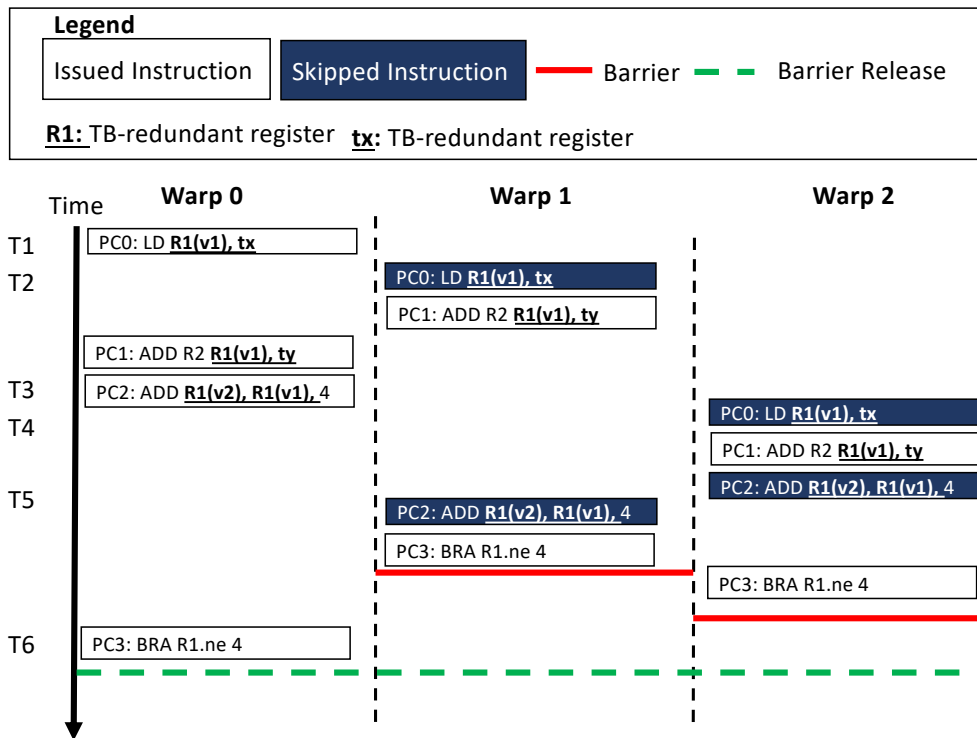 Legend
Issued Instruction Skipped Instruction Barrier Barrier Release
R1: TB-redundant register tx: TB-redundant register
Time Warp 0 Warp 1 Warp 2
T1 PC0: LD R1(v1), tx
T2 PC0: LD R1(v1), tx
PC1: ADD R2 R1(v1), ty
PC1: ADD R2 R1(v1), ty
T3 PC2: ADD R1(v2), R1(v1), 4
PC0: LD R1(v1), tx
T4 PC1: ADD R2 R1(v1), ty
PC2: ADD R1(v2), R1(v1), 4
T5 PC2: ADD R1(v2), R1(v1), 4
PC3: BRA R1.ne 4
PC3: BRA R1.ne 4
T6 PC3: BRA R1.ne 4